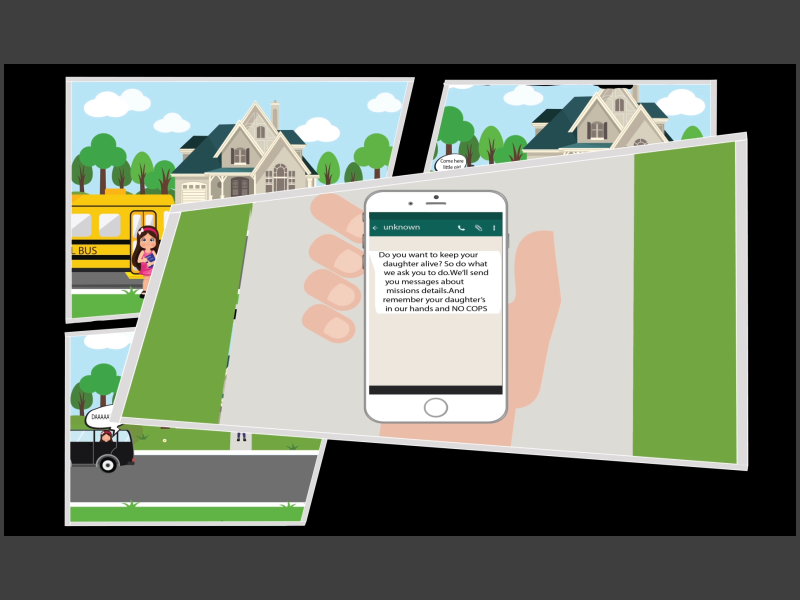 Come here
little girl
L BUS
unknown
Do you want to keep your
daughter alive? So do what
we ask you to do.We'll send
you messages about
missions details.And
remember your daughter's
in our hands and NO COPS
DAAAAA